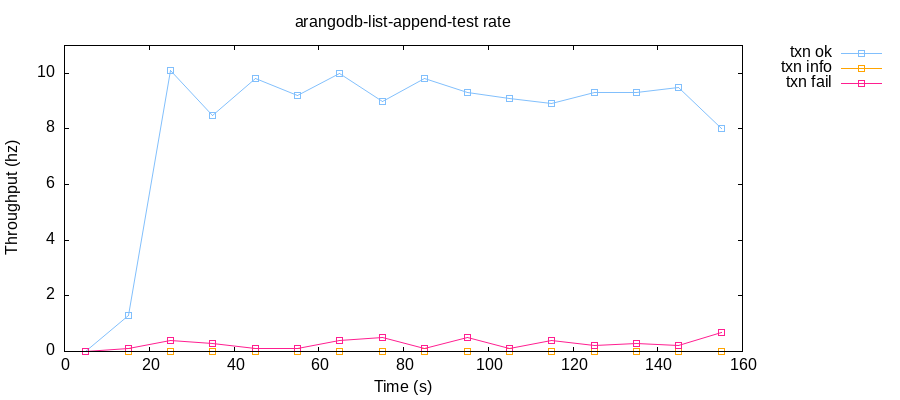 arangodb-list-append-test rate
txn ok
txn info
txn fail
Throughput (hz)
10
8
6
4
2
0
0 20 40 60 80 100 120 140 160
Time (s)